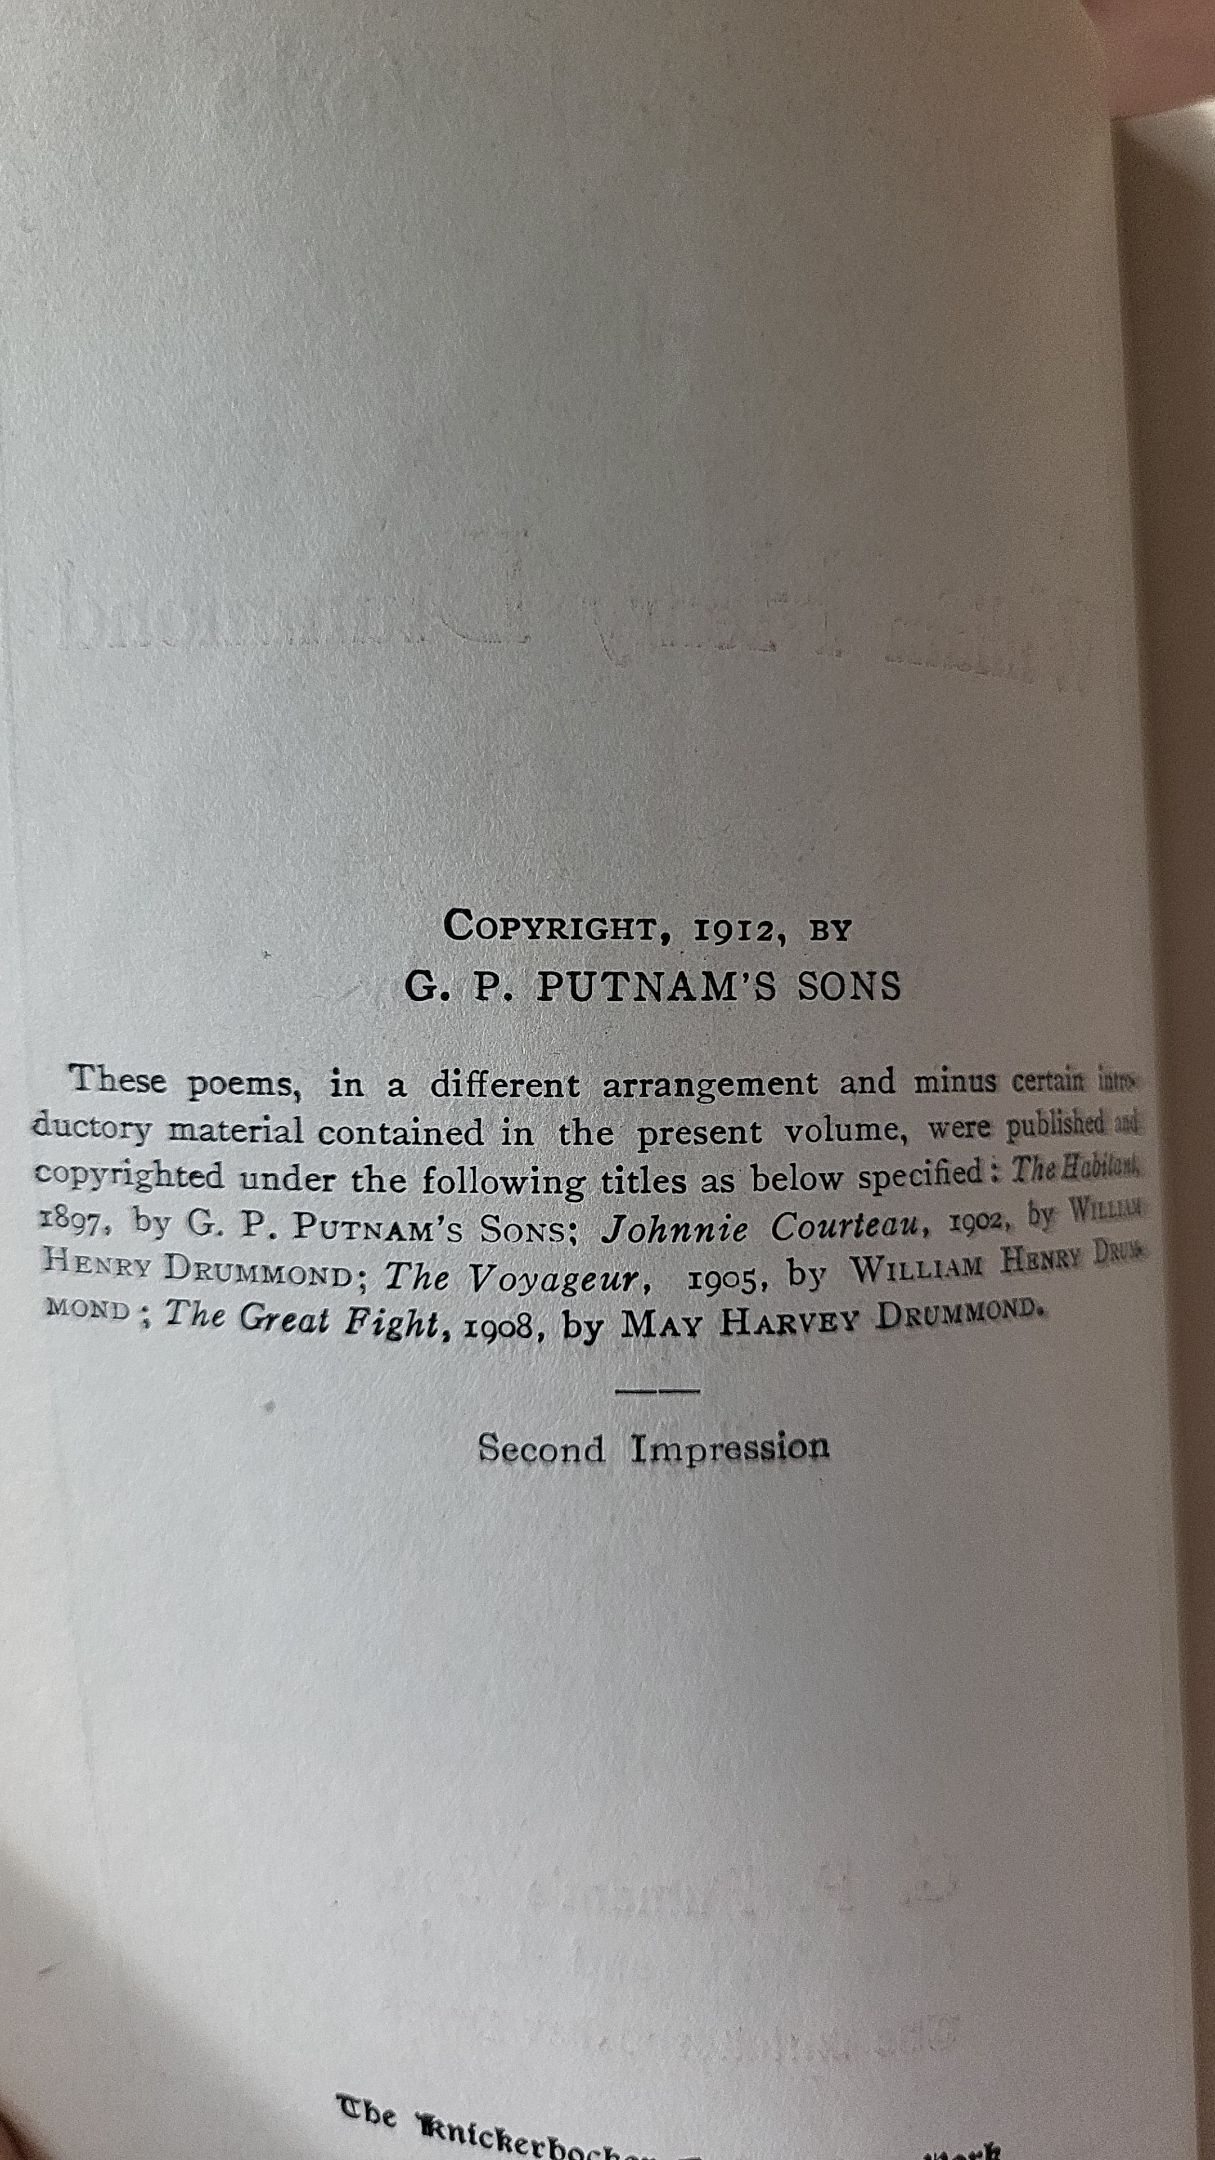 COPYRIGHT, 1912, BY
G. P. PUTNAM'S SONS
These poems, in a different arrangement and minus certain intro-
ductory material contained in the present volume, were published and
copyrighted under the following titles as below specified: The Habitant,
1897, by G. P. PUTNAM'S SONS; Johnnie Courteau, 1902, by WILLIAM
HENRY DRUMMOND; The Voyageur, 1905, by WILLIAM HENRY DRUM-
MOND; The Great Fight, 1908, by MAY HARVEY DRUMMOND.
Second Impression
The Knickerbocker